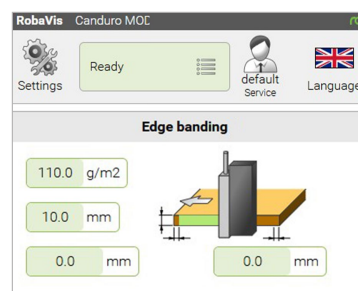 RobaVis Canduro MOD
Ready
Settings
default
Service
Language
Edge banding
110.0 g/m2
10.0 mm
0.0 mm
0.0 mm